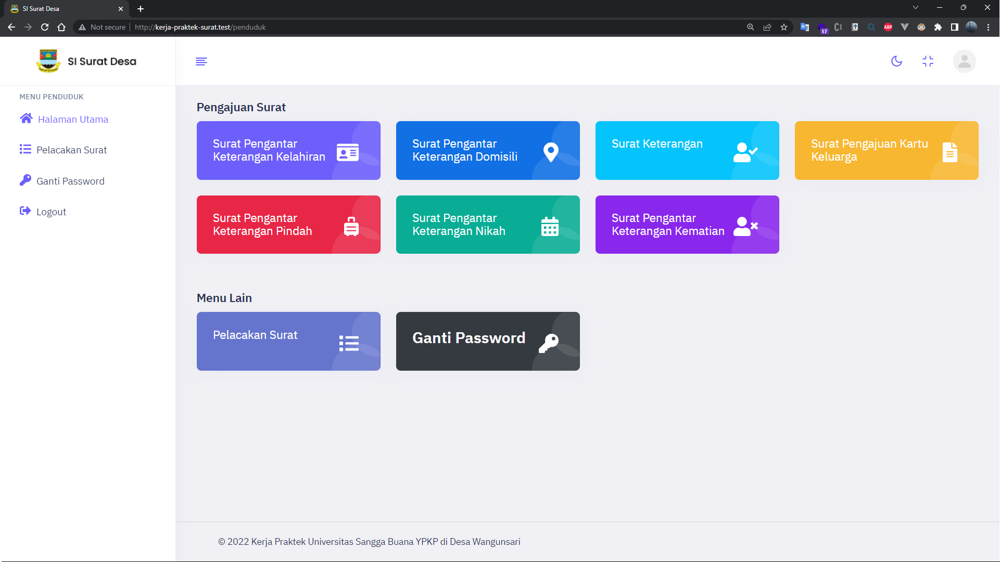 SI Surat Desa
Not secure
http://kerja-praktek-surat.test/penduduk
17
ABP
SI Surat Desa
MENU PENDUDUK
Halaman Utama
Pelacakan Surat
Ganti Password
Logout
Pengajuan Surat
Surat Pengantar
Keterangan Kelahiran
Surat Pengantar
Keterangan Domisili
Surat Keterangan
Surat Pengajuan Kartu
Keluarga
Surat Pengantar
Keterangan Pindah
Surat Pengantar
Keterangan Nikah
Surat Pengantar
Keterangan Kematian
Menu Lain
Pelacakan Surat
Ganti Password
© 2022 Kerja Praktek Universitas Sangga Buana YPKP di Desa Wangunsari